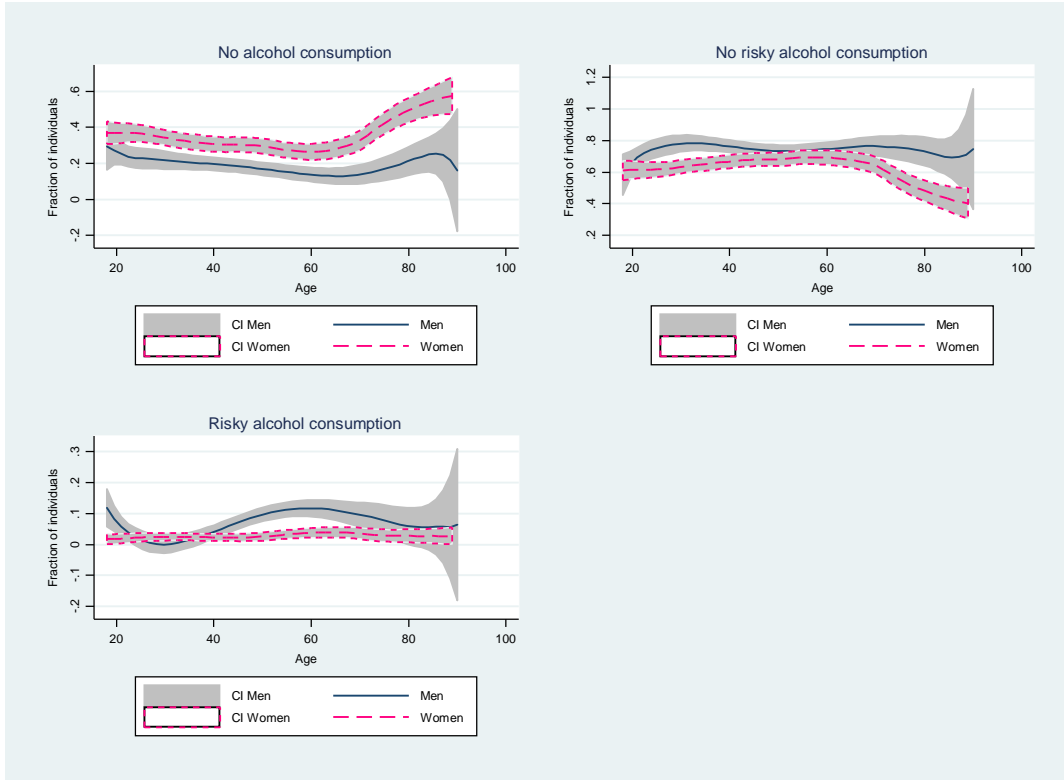 No alcohol consumption
Fraction of individuals
.6
.4
.2
0
-.2
20 40 60 80 100
Age
CI Men Men
CI Women Women
No risky alcohol consumption
Fraction of individuals
1.2
1
.8
.6
.4
.2
20 40 60 80 100
Age
CI Men Men
CI Women Women
Risky alcohol consumption
Fraction of individuals
.3
.2
.1
0
-.1
-.2
20 40 60 80 100
Age
CI Men Men
CI Women Women